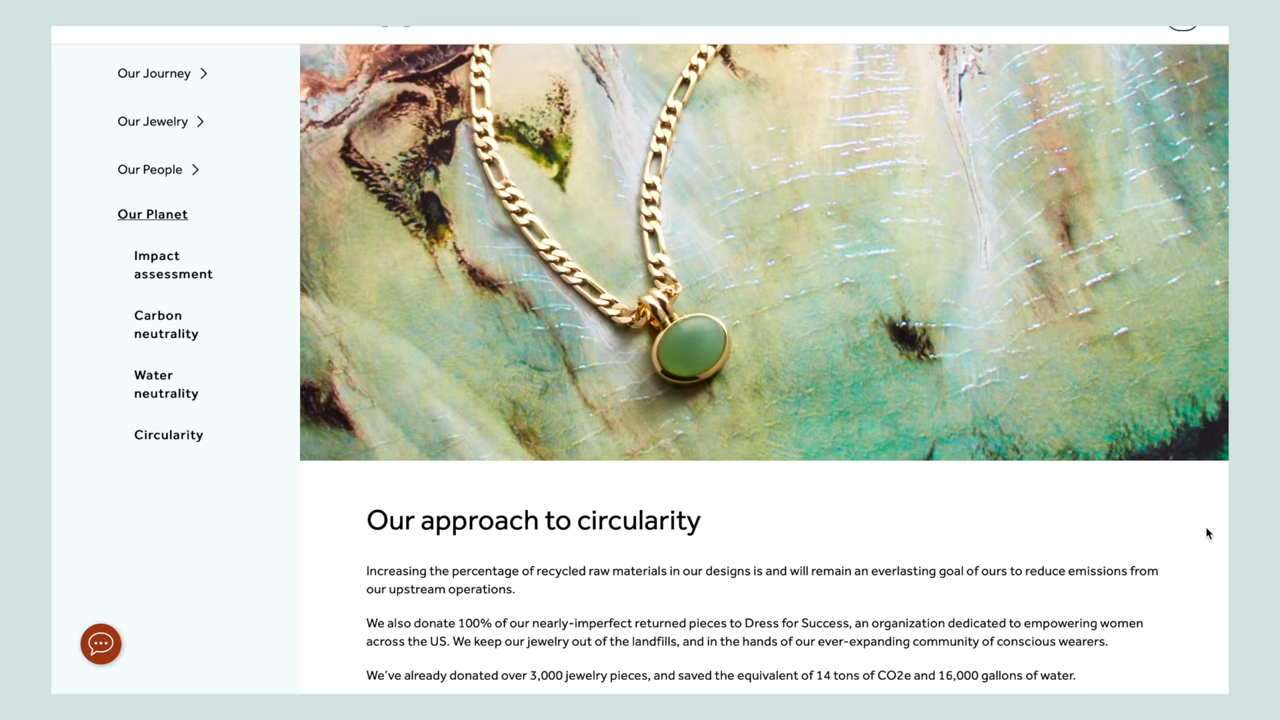 Our Journey
Our Jewelry
Our People
Our Planet
Impact
assessment
Carbon
neutrality
Water
neutrality
Circularity
Our approach to circularity
Increasing the percentage of recycled raw materials in our designs is and will remain an everlasting goal of ours to reduce emissions from
our upstream operations.
We also donate 100% of our nearly-imperfect returned pieces to Dress for Success, an organization dedicated to empowering women
across the US. We keep our jewelry out of the landfills, and in the hands of our ever-expanding community of conscious wearers.
We’ve already donated over 3,000 jewelry pieces, and saved the equivalent of 14 tons of CO2e and 16,000 gallons of water.